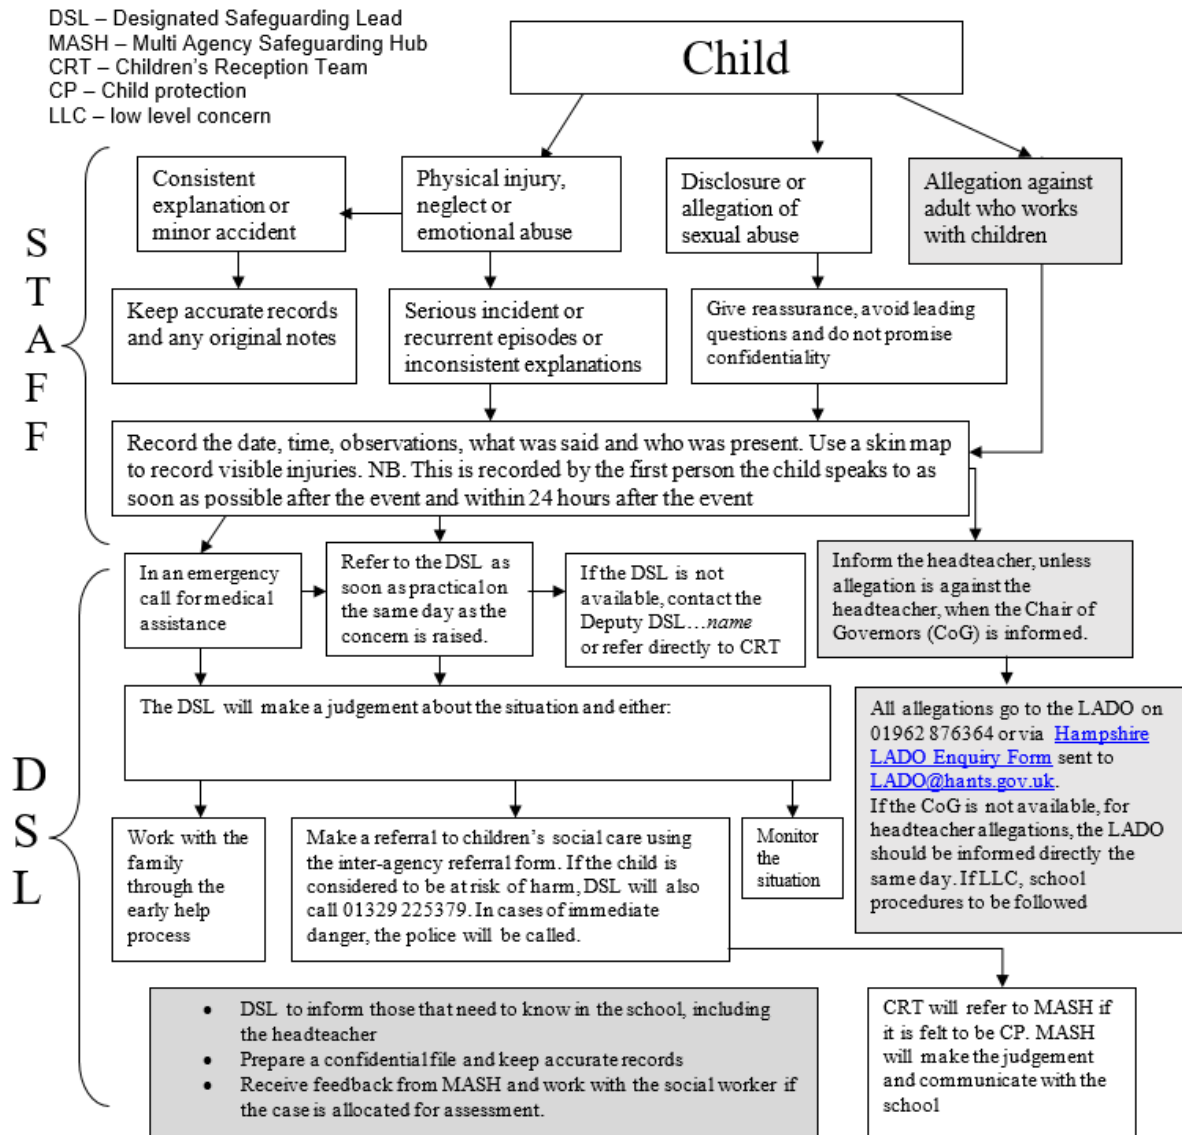 DSL – Designated Safeguarding Lead
MASH – Multi Agency Safeguarding Hub
CRT – Children's Reception Team
CP – Child protection
LLC – low level concern
Child
S
T
A
F
F
Consistent
explanation or
minor accident
Physical injury,
neglect or
emotional abuse
Disclosure or
allegation of
sexual abuse
Allegation against
adult who works
with children
Keep accurate records
and any original notes
Serious incident or
recurrent episodes or
inconsistent explanations
Give reassurance, avoid leading
questions and do not promise
confidentiality
Record the date, time, observations, what was said and who was present. Use a skin map
to record visible injuries. NB. This is recorded by the first person the child speaks to as
soon as possible after the event and within 24 hours after the event
D
S
L
In an emergency
call for medical
assistance
Refer to the DSL as
soon as practical on
the same day as the
concern is raised.
If the DSL is not
available, contact the
Deputy DSL…name
or refer directly to CRT
Inform the headteacher, unless
allegation is against the
headteacher, when the Chair of
Governors (CoG) is informed.
The DSL will make a judgement about the situation and either:
All allegations go to the LADO on
01962 876364 or via Hampshire
LADO Enquiry Form sent to
LADO@hants.gov.uk.
If the CoG is not available, for
headteacher allegations, the LADO
should be informed directly the
same day. If LLC, school
procedures to be followed
Work with the
family
through the
early help
process
Make a referral to children's social care using
the inter-agency referral form. If the child is
considered to be at risk of harm, DSL will also
call 01329 225379. In cases of immediate
danger, the police will be called.
Monitor
the
situation
• DSL to inform those that need to know in the school, including
the headteacher
• Prepare a confidential file and keep accurate records
• Receive feedback from MASH and work with the social worker if
the case is allocated for assessment.
CRT will refer to MASH if
it is felt to be CP. MASH
will make the judgement
and communicate with the
school